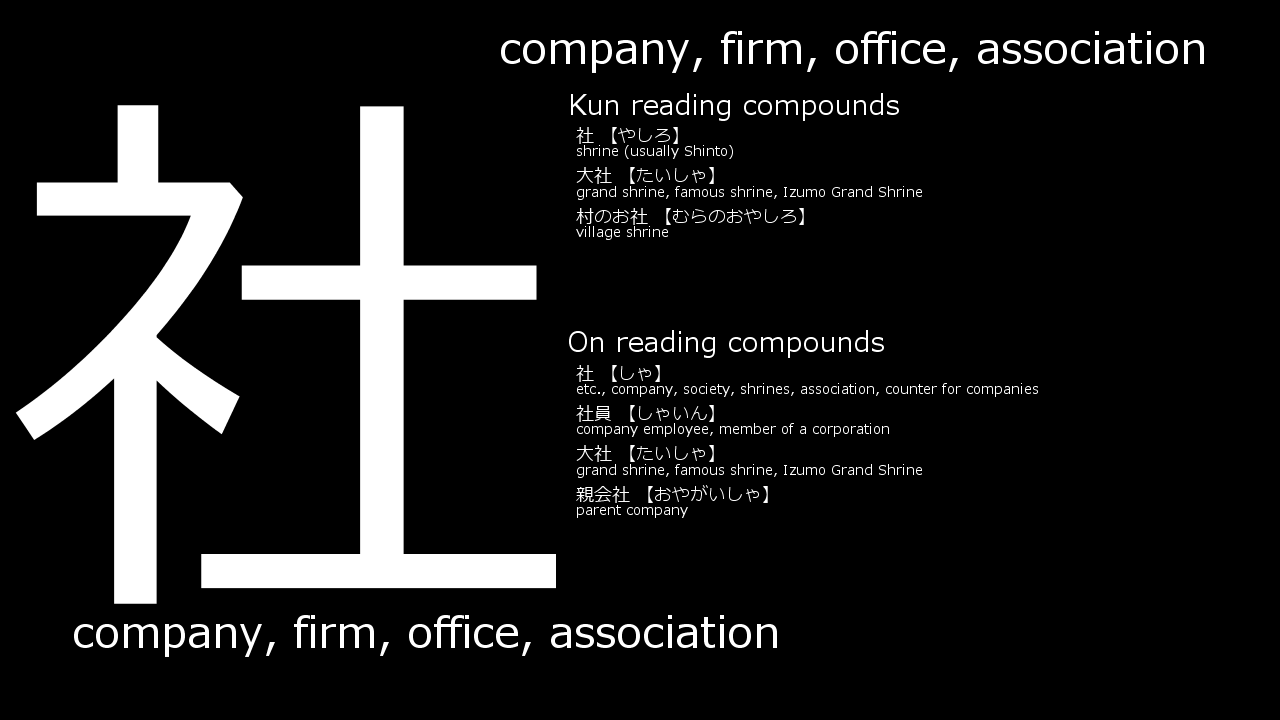 company, firm, office, association
社
Kun reading compounds
社 【やしろ】
shrine (usually Shinto)
大社 【たいしゃ】
grand shrine, famous shrine, Izumo Grand Shrine
村のお社 【むらのおやしろ】
village shrine
On reading compounds
社 【しゃ】
etc., company, society, shrines, association, counter for companies
社員 【しゃいん】
company employee, member of a corporation
大社 【たいしゃ】
grand shrine, famous shrine, Izumo Grand Shrine
親会社 【おやがいしゃ】
parent company
company, firm, office, association